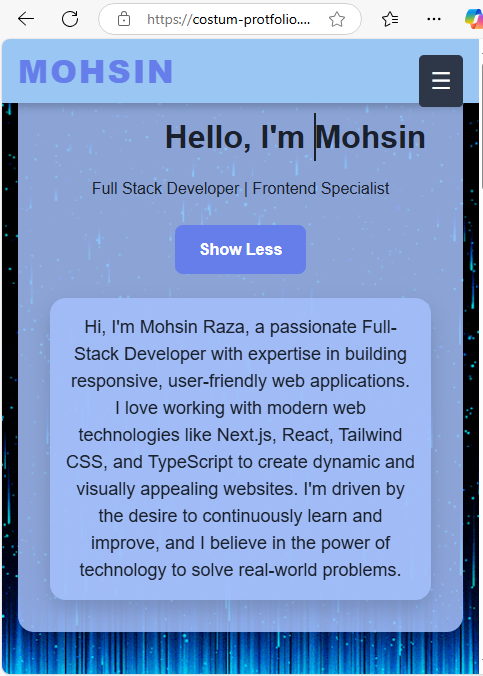 https://costum-protfolio....
MOHSIN
☰
Hello, I'm Mohsin
Full Stack Developer | Frontend Specialist
Show Less
Hi, I'm Mohsin Raza, a passionate Full-
Stack Developer with expertise in building
responsive, user-friendly web applications.
I love working with modern web
technologies like Next.js, React, Tailwind
CSS, and TypeScript to create dynamic and
visually appealing websites. I'm driven by
the desire to continuously learn and
improve, and I believe in the power of
technology to solve real-world problems.